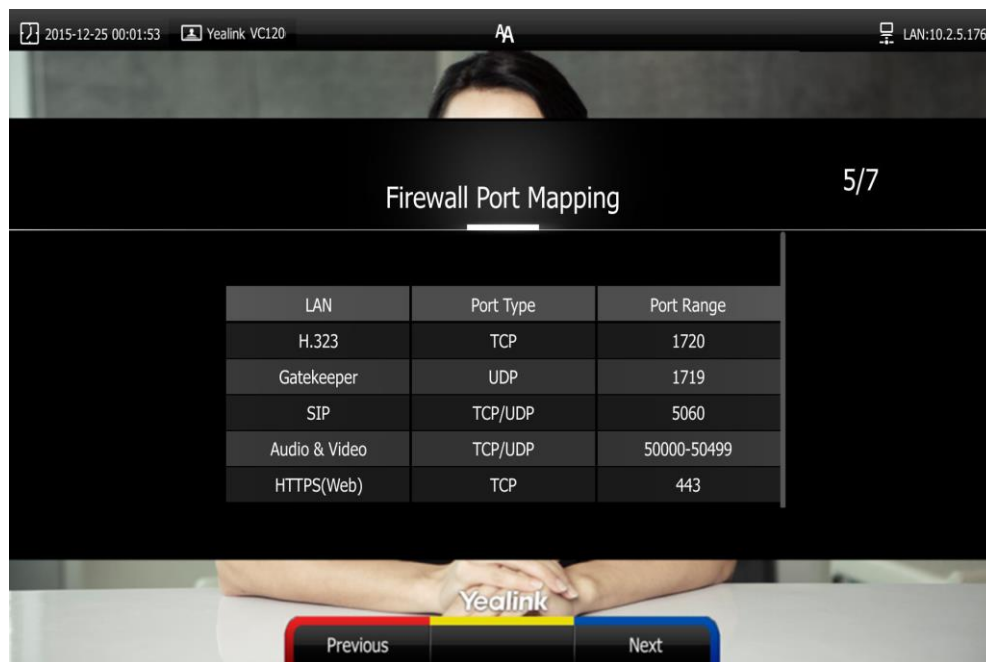 2015-12-25 00:01:53 Yealink VC120 AA LAN:10.2.5.176
Firewall Port Mapping 5/7
LAN Port Type Port Range
H.323 TCP 1720
Gatekeeper UDP 1719
SIP TCP/UDP 5060
Audio & Video TCP/UDP 50000-50499
HTTPS(Web) TCP 443
Yealink
Previous Next